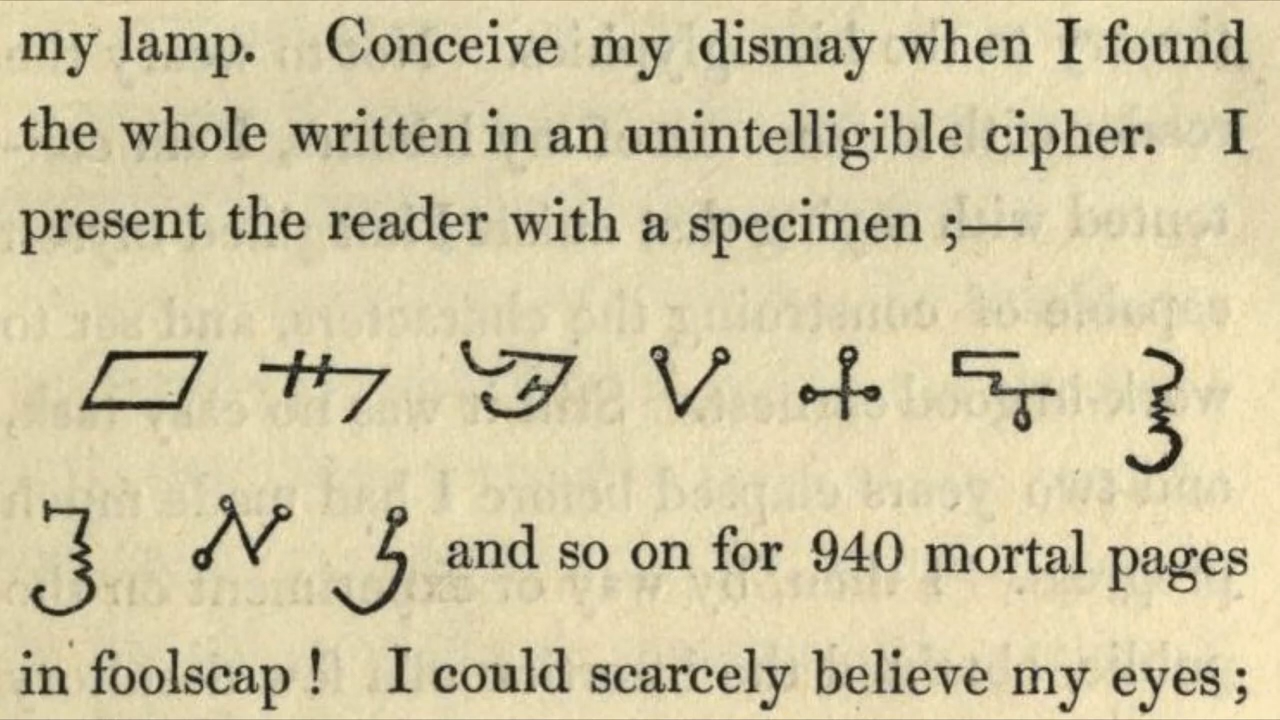 my lamp. Conceive my dismay when I found
the whole written in an unintelligible cipher. I
present the reader with a specimen ;—
and so on for 940 mortal pages
in foolscap ! I could scarcely believe my eyes ;